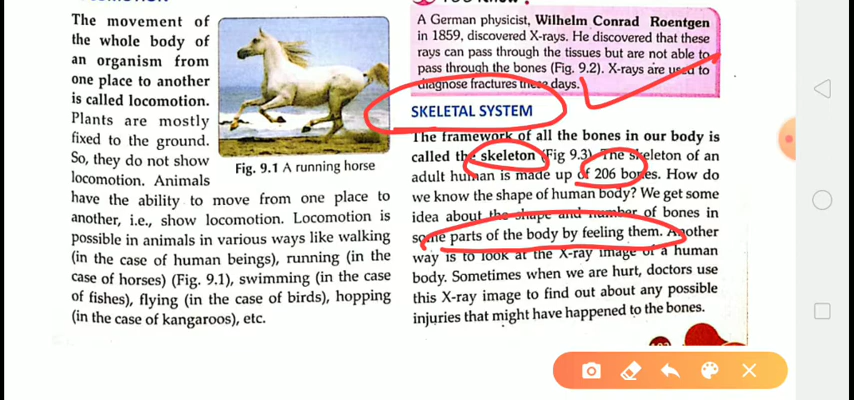 The movement of
the whole body of
an organism from
one place to another
is called locomotion.
Plants are mostly
fixed to the ground.
So, they do not show
locomotion. Animals
Fig. 9.1 A running horse
have the ability to move from one place to
another, i.e., show locomotion. Locomotion is
possible in animals in various ways like walking
(in the case of human beings), running (in the
case of horses) (Fig. 9.1), swimming (in the case
of fishes), flying (in the case of birds), hopping
(in the case of kangaroos), etc.
A German physicist, Wilhelm Conrad Roentgen
in 1859, discovered X-rays. He discovered that these
rays can pass through the tissues but are not able to
pass through the bones (Fig. 9.2). X-rays are used to
diagnose fractures these days.
SKELETAL SYSTEM
The framework of all the bones in our body is
called the skeleton (Fig 9.3). The skeleton of an
adult human is made up of 206 bones. How do
we know the shape of human body? We get some
idea about the shape and number of bones in
some parts of the body by feeling them. Another
way is to look at the X-ray image of a human
body. Sometimes when we are hurt, doctors use
this X-ray image to find out about any possible
injuries that might have happened to the bones.